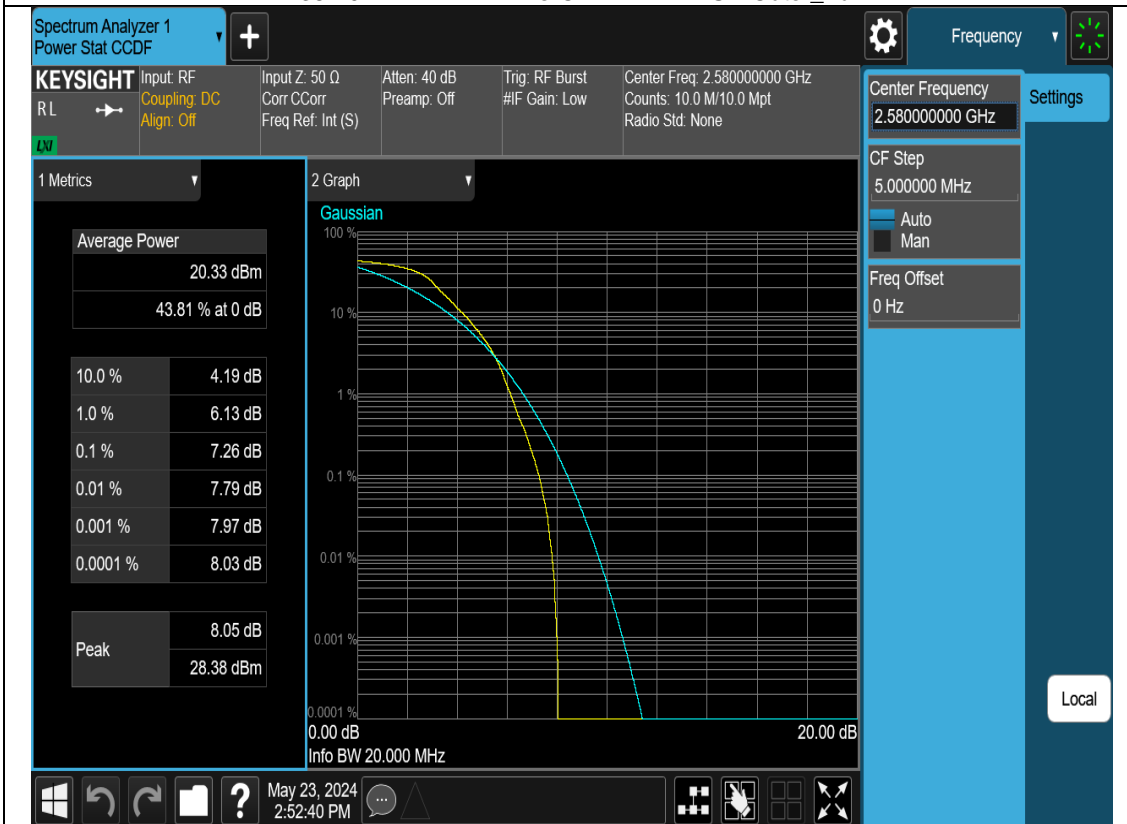 Spectrum Analyzer 1
Power Stat CCDF
+
Frequency
KEYSIGHT
R L
LXI
Input: RF
Coupling: DC
Align: Off
Input Z: 50 Ω
Corr CCorr
Freq Ref: Int (S)
Atten: 40 dB
Preamp: Off
Trig: RF Burst
#IF Gain: Low
Center Freq: 2.580000000 GHz
Counts: 10.0 M/10.0 Mpt
Radio Std: None
Center Frequency
2.580000000 GHz
Settings
CF Step
5.000000 MHz
Auto
Man
Freq Offset
0 Hz
Local
1 Metrics
Average Power
20.33 dBm
43.81 % at 0 dB
10.0 % 4.19 dB
1.0 % 6.13 dB
0.1 % 7.26 dB
0.01 % 7.79 dB
0.001 % 7.97 dB
0.0001 % 8.03 dB
Peak
8.05 dB
28.38 dBm
2 Graph
Gaussian
100 %
10 %
1 %
0.1 %
0.01 %
0.001 %
0.0001 %
0.00 dB 20.00 dB
Info BW 20.000 MHz
?
May 23, 2024
2:52:40 PM